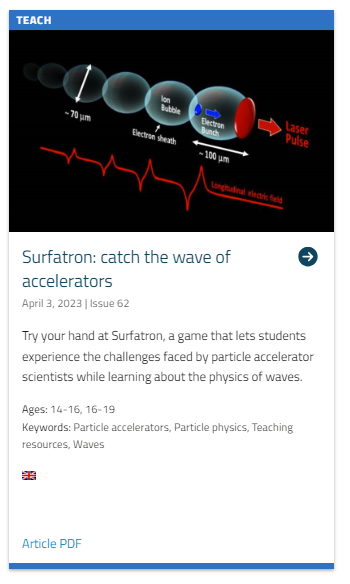 TEACH
~ 70 μm
Ion
Bubble
Electron
Bunch
Laser
Pulse
Electron sheath
~ 100 μm
Longitudinal electric field
Surfatron: catch the wave of
accelerators
April 3, 2023 | Issue 62
Try your hand at Surfatron, a game that lets students
experience the challenges faced by particle accelerator
scientists while learning about the physics of waves.
Ages: 14-16, 16-19
Keywords: Particle accelerators, Particle physics, Teaching
resources, Waves
Article PDF